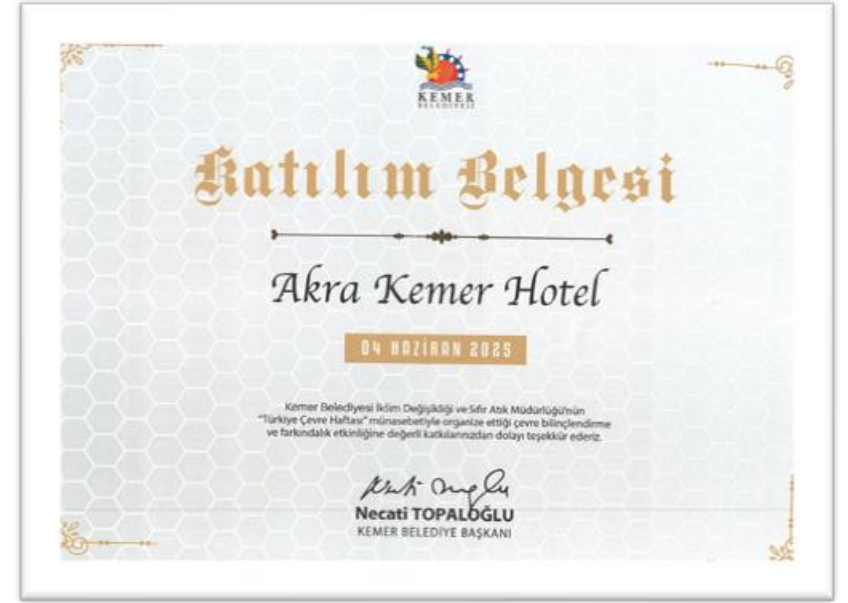 KEMER
BELEDİYESİ
Katılım Belgesi
Akra Kemer Hotel
04 HAZİRAN 2025
Kemer Belediyesi İklim Değişikliği ve Sıfır Atık Müdürlüğü'nün
"Türkiye Çevre Haftası" münasebetiyle organize ettiği çevre bilinçlendirme
ve farkındalık etkinliğine değerli katkılarınızdan dolayı teşekkür ederiz.
Necati TOPALOĞLU
KEMER BELEDİYE BAŞKANI